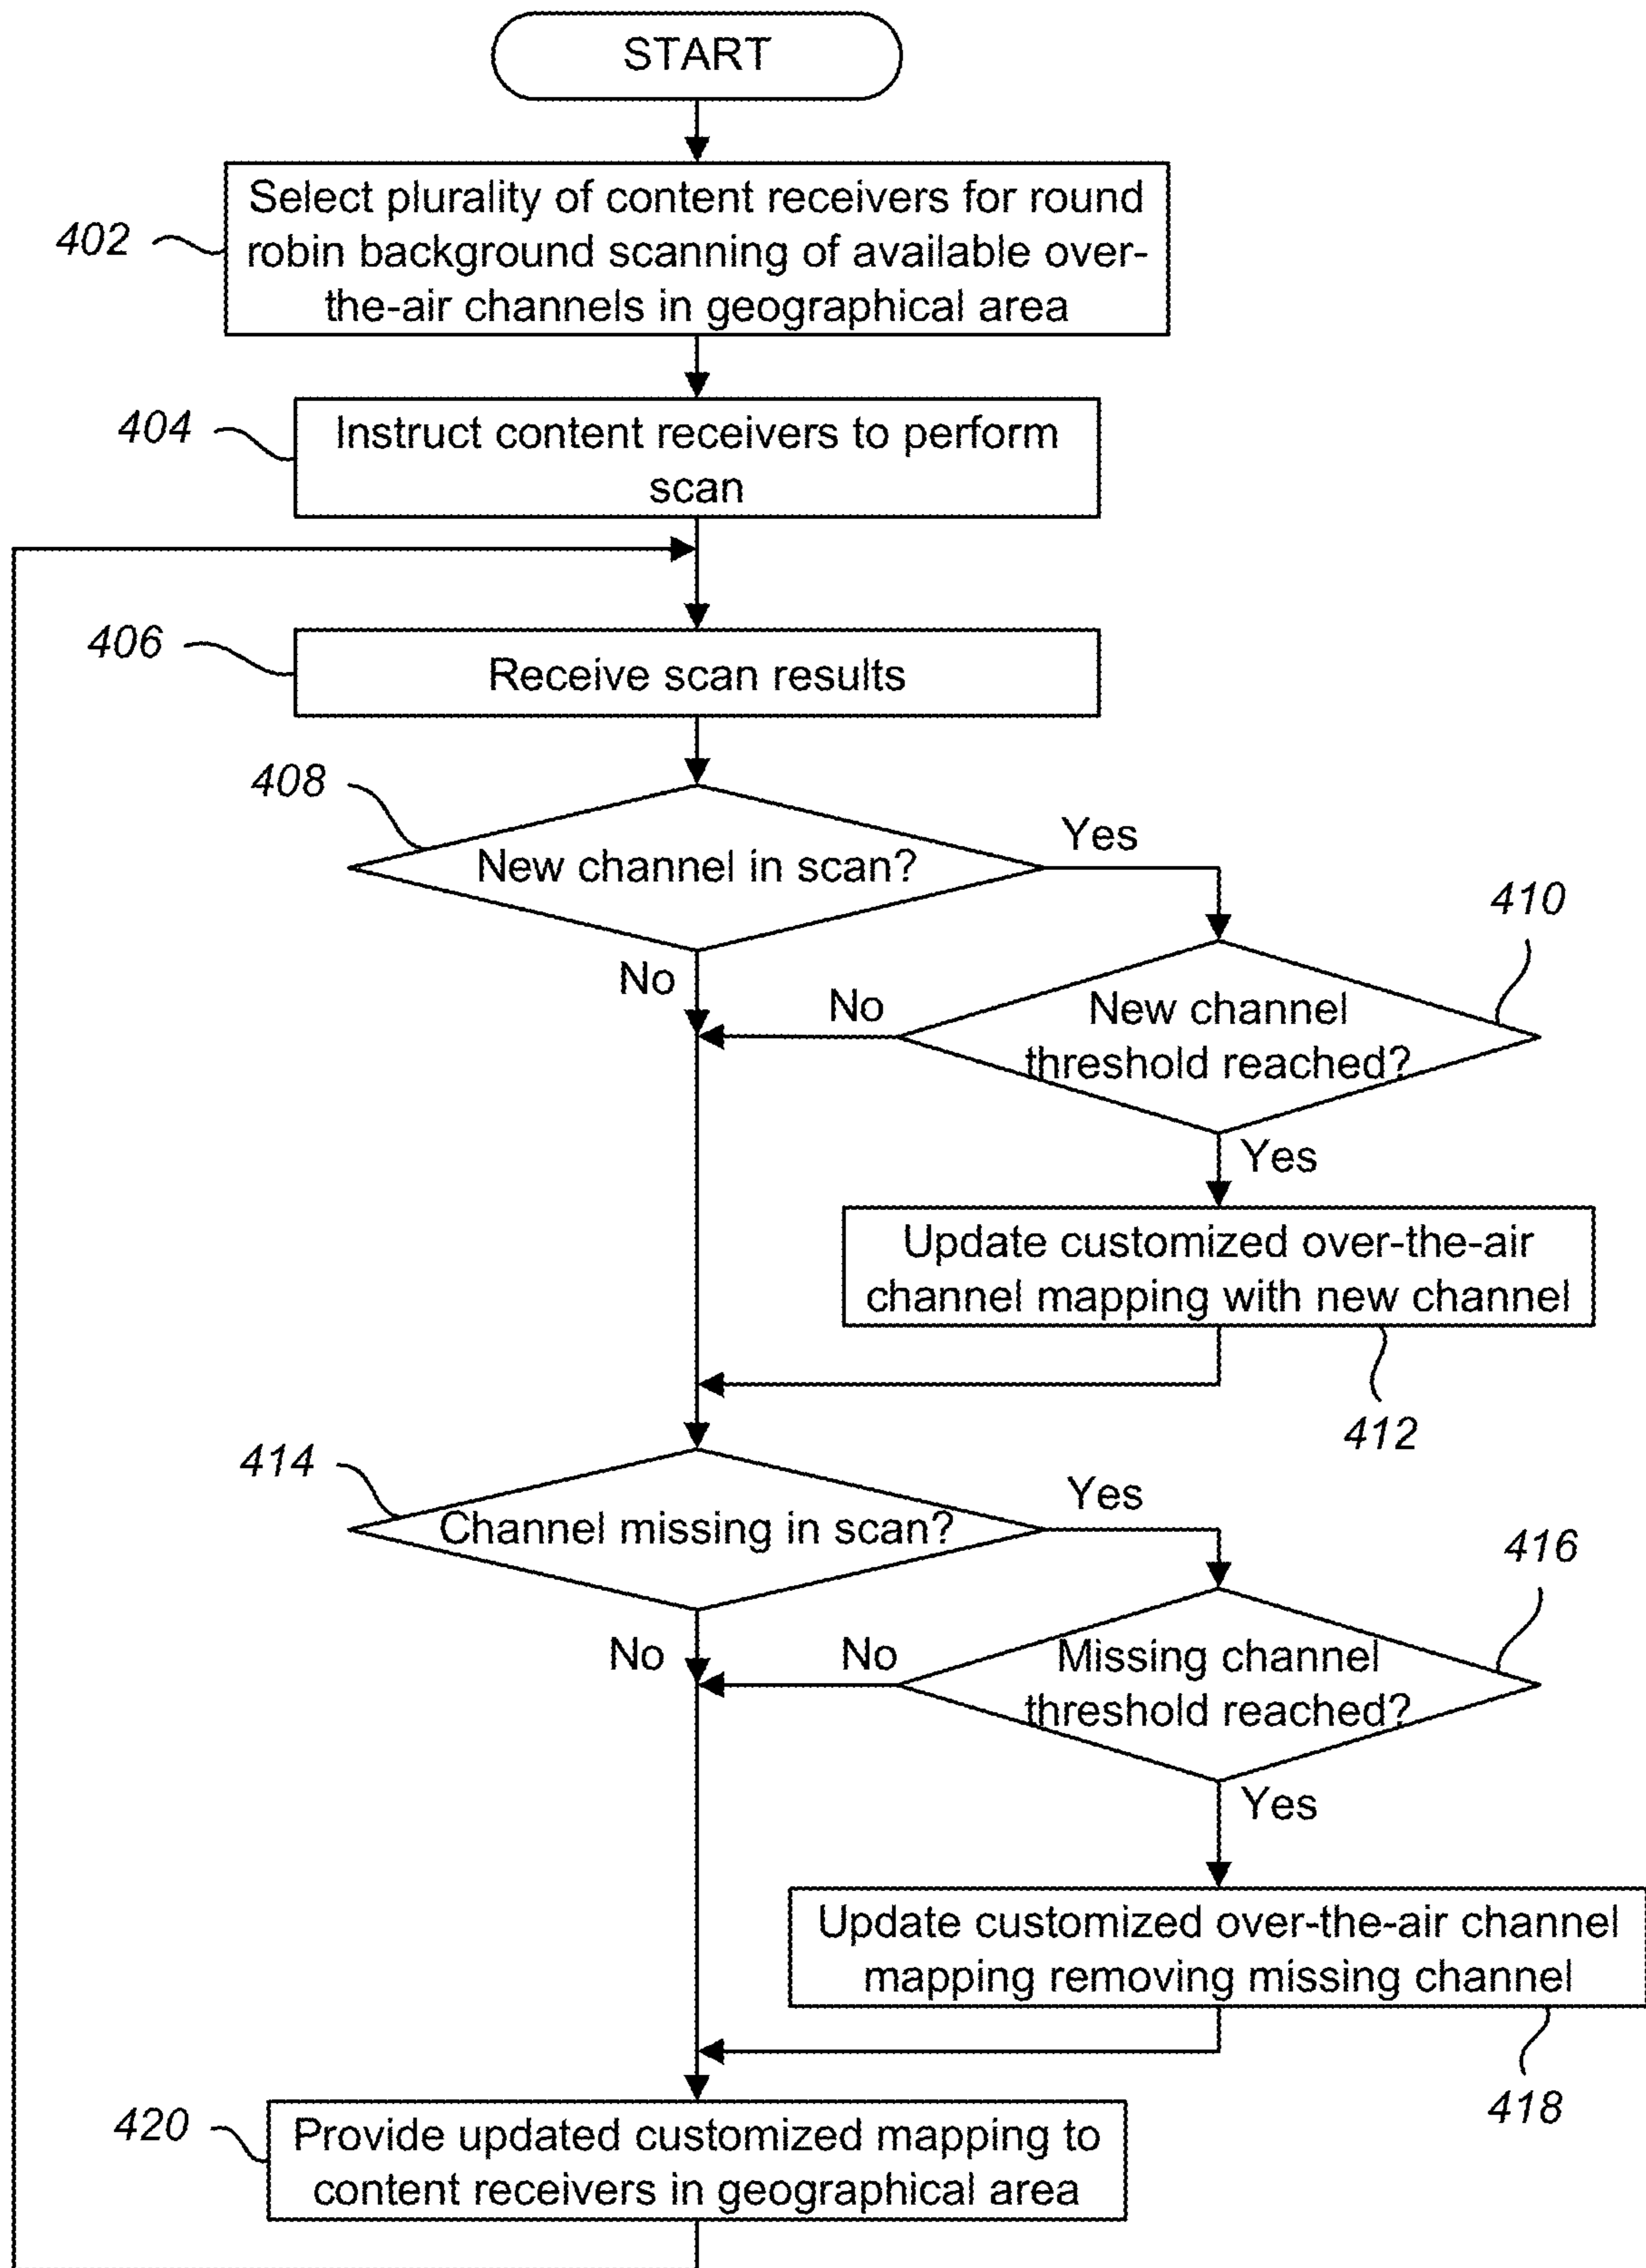 START
402
Select plurality of content receivers for round
robin background scanning of available over-
the-air channels in geographical area
404
Instruct content receivers to perform
scan
406
Receive scan results
408
New channel in scan?
Yes
No
410
New channel
threshold reached?
No
Yes
Update customized over-the-air
channel mapping with new channel
412
414
Channel missing in scan?
Yes
No
416
Missing channel
threshold reached?
No
Yes
Update customized over-the-air channel
mapping removing missing channel
418
420
Provide updated customized mapping to
content receivers in geographical area